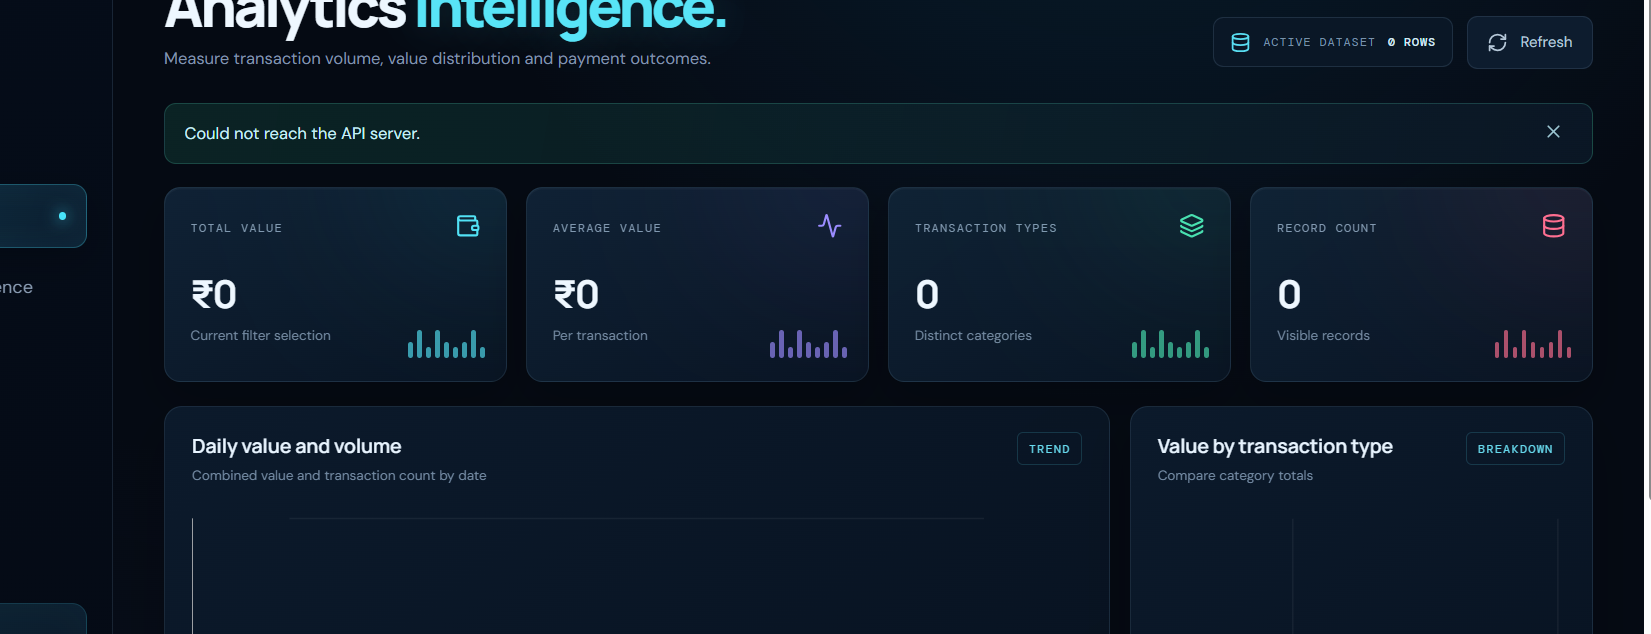 Analytics Intelligence.
Measure transaction volume, value distribution and payment outcomes.
ACTIVE DATASET 0 ROWS
Refresh
Could not reach the API server.
TOTAL VALUE
₹0
Current filter selection
AVERAGE VALUE
₹0
Per transaction
TRANSACTION TYPES
0
Distinct categories
RECORD COUNT
0
Visible records
ence
Daily value and volume
TREND
Combined value and transaction count by date
Value by transaction type
BREAKDOWN
Compare category totals